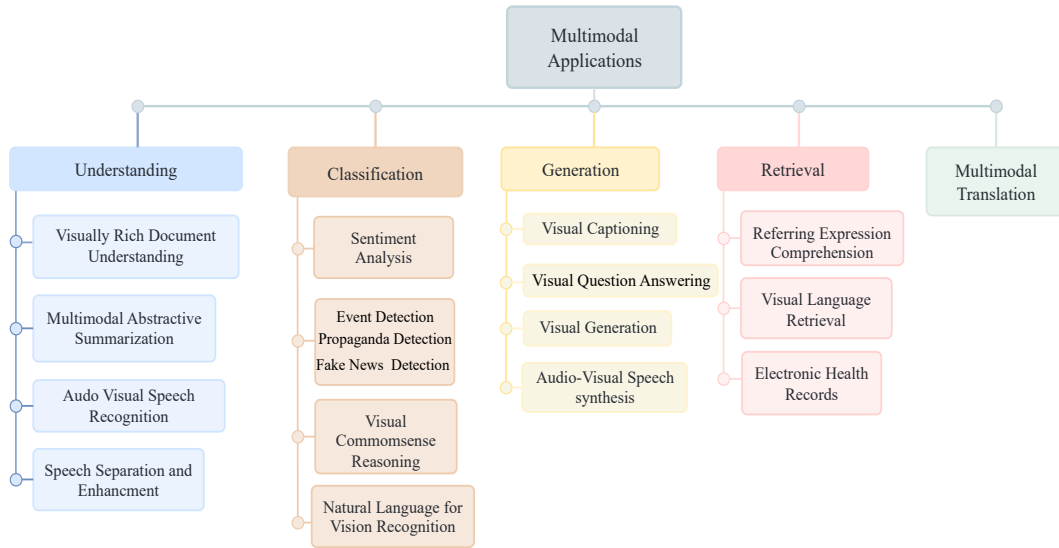 Multimodal
Applications
Understanding
Classification
Generation
Retrieval
Multimodal
Translation
Visually Rich Document
Understanding
Multimodal Abstractive
Summarization
Audo Visual Speech
Recognition
Speech Separation and
Enhancment
Sentiment
Analysis
Event Detection
Propaganda Detection
Fake News Detection
Visual
Commomsense
Reasoning
Natural Language for
Vision Recognition
Visual Captioning
Visual Question Answering
Visual Generation
Audio-Visual Speech
synthesis
Referring Expression
Comprehension
Visual Language
Retrieval
Electronic Health
Records